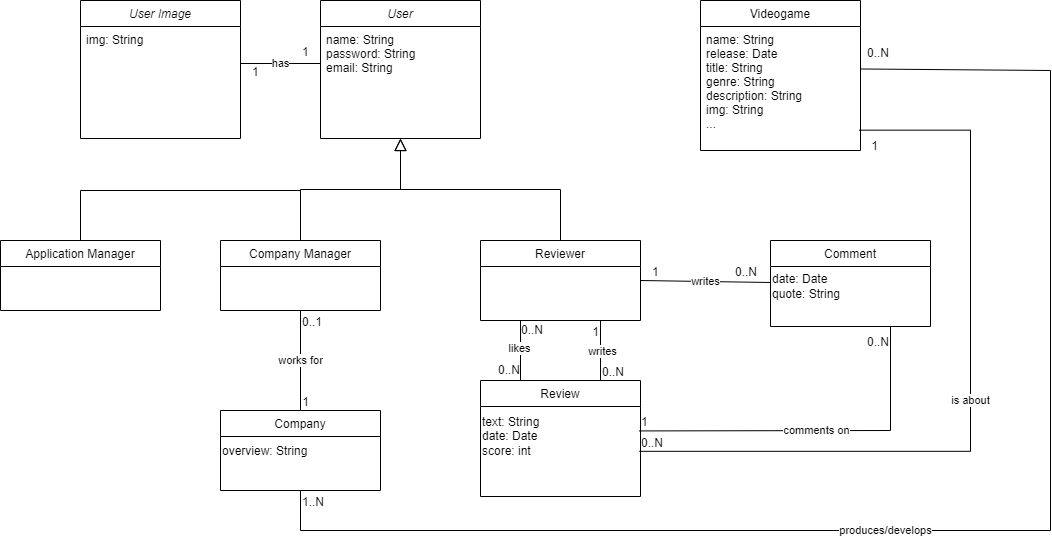 User Image
img: String
1
has
1
User
name: String
password: String
email: String
Videogame
name: String
release: Date
title: String
genre: String
description: String
img: String
...
0..N
1
Application Manager
Company Manager
Reviewer
Comment
date: Date
quote: String
1
writes
0..N
0..1
works for
1
0..N
likes
0..N
1
writes
0..N
0..N
Company
overview: String
1..N
Review
text: String
date: Date
score: int
1
comments on
0..N
is about
produces/develops